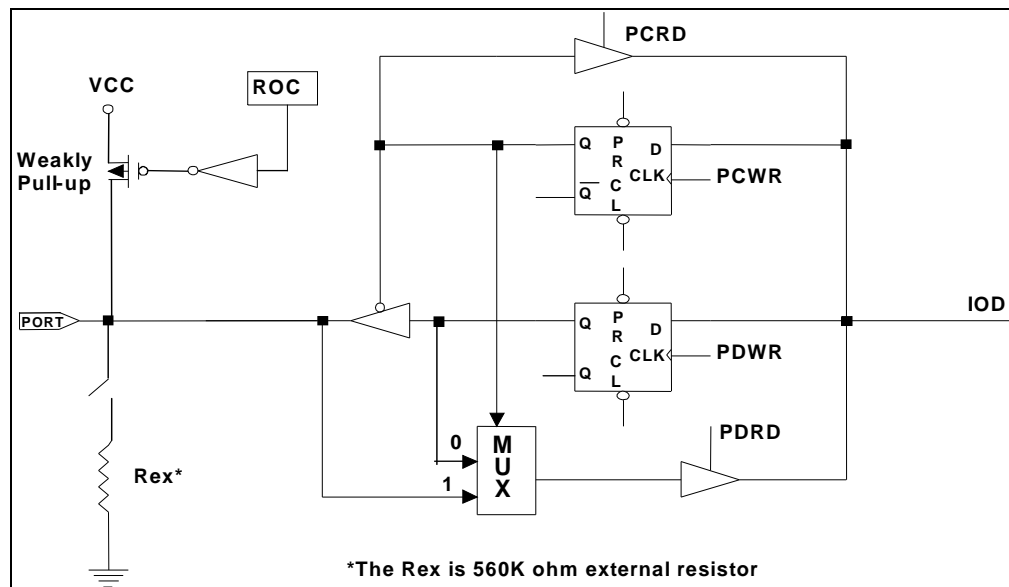 PCRD
VCC
ROC
Weakly
Pull-up
Q
P
R
D
CLK
C
L
Q
PCWR
PORT
IOD
Q
P
R
D
CLK
C
L
Q
PDWR
0
1
M
U
X
PDRD
Rex*
*The Rex is 560K ohm external resistor